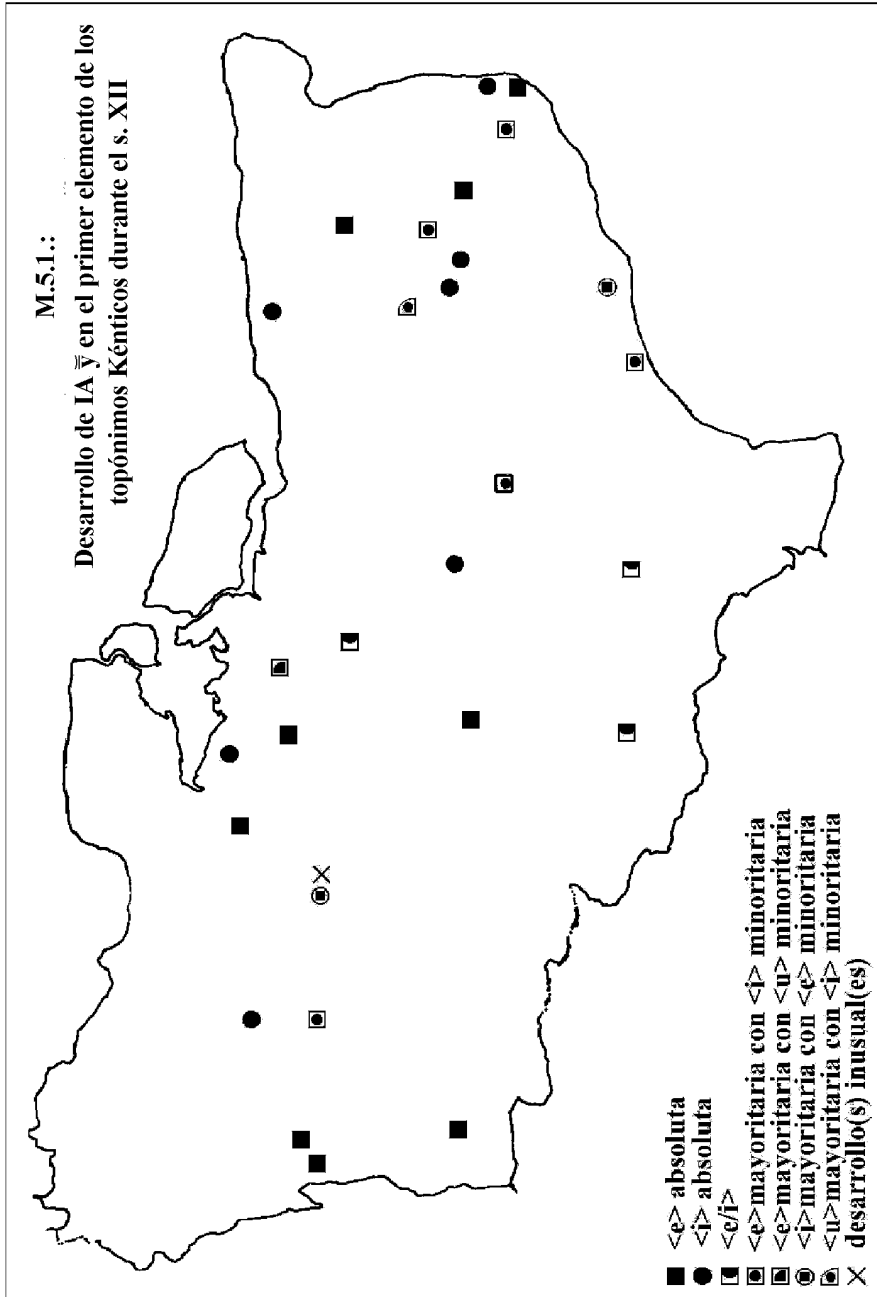 M.5.1.:
Desarrollo de IA ȳ en el primer elemento de los
topónimos Kénticos durante el s. XII
<e> absoluta
<i> absoluta
<e/i>
<e>mayoritaria con <i> minoritaria
<e>mayoritaria con <u> minoritaria
<i>mayoritaria con <e> minoritaria
<u>mayoritaria con <i> minoritaria
desarrollo(s) inusual(es)